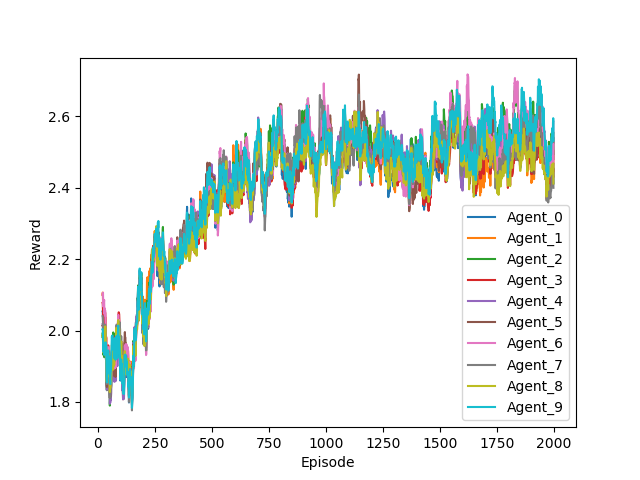 2.6
2.4
2.2
2.0
1.8
Reward
0
250
500
750
1000
1250
1500
1750
2000
Episode
Agent_0
Agent_1
Agent_2
Agent_3
Agent_4
Agent_5
Agent_6
Agent_7
Agent_8
Agent_9